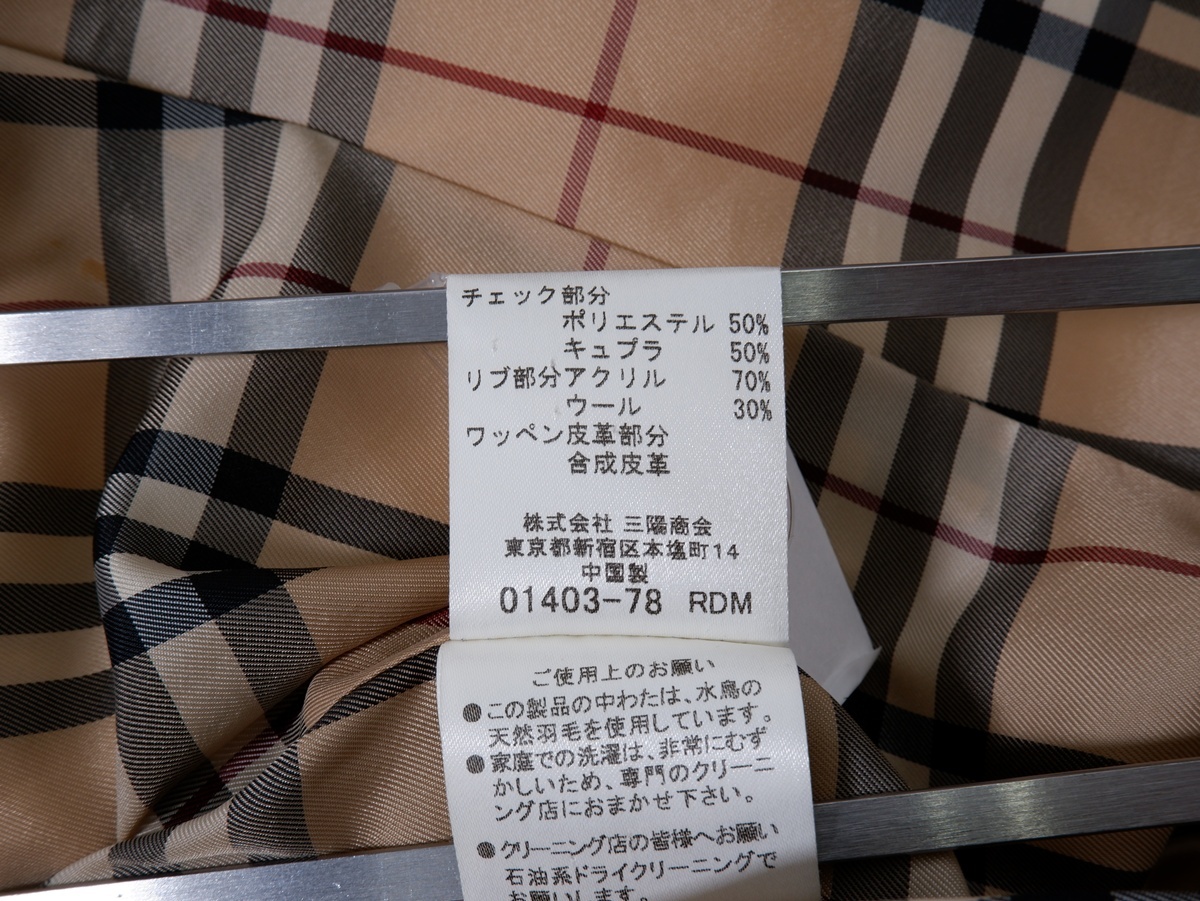 チェック部分
ポリエステル 50%
キュプラ 50%
リブ部分アクリル 70%
ウール 30%
ワッペン皮革部分
合成皮革
株式会社 三陽商会
東京都新宿区本塩町14
中国製
01403-78 RDM
ご使用上のお願い
●この製品の中わたは、水鳥の
天然羽毛を使用しています。
●家庭での洗濯は、非常にむず
かしいため、専門のクリーニ
ング店におまかせ下さい。
●クリーニング店の皆様へお願い
石油系ドライクリーニングで
お願いします。